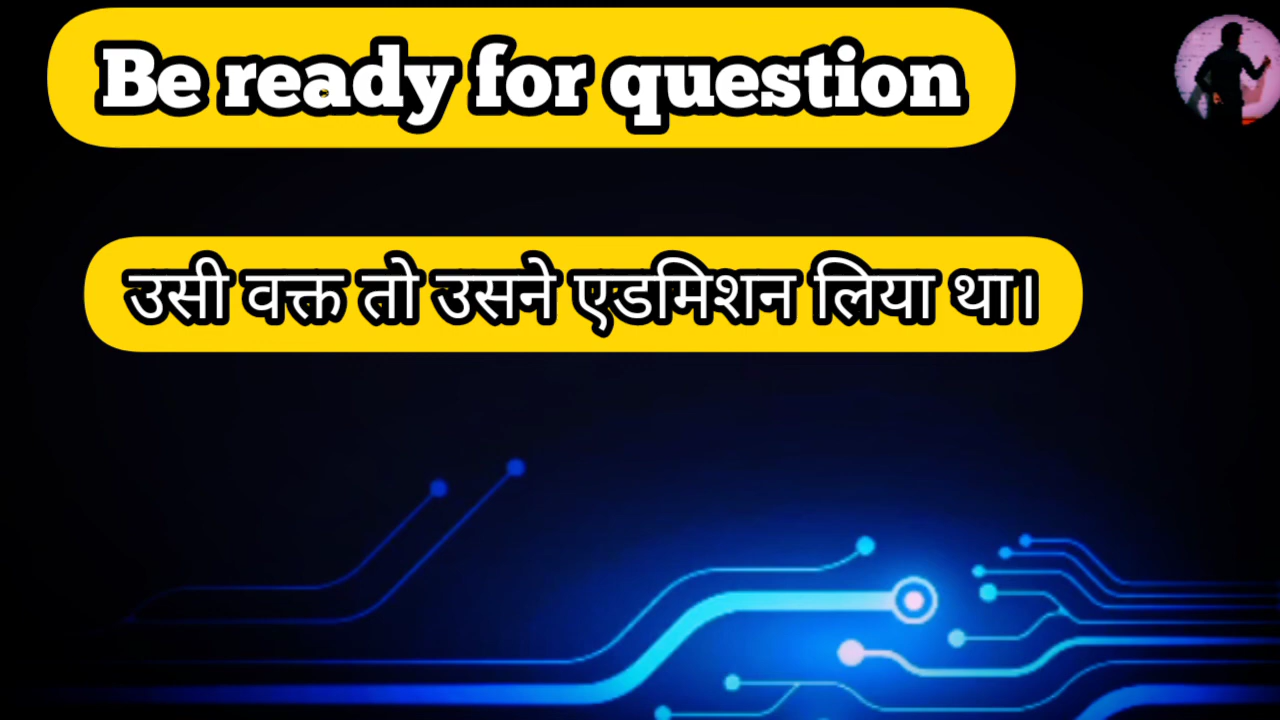 Be ready for question
उसी वक्त तो उसने एडमिशन लिया था।